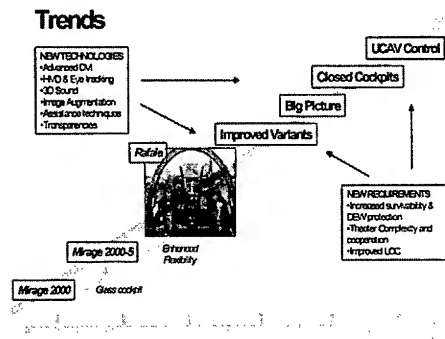 Trends
UCAV Control
NEW TECHNOLOGIES
•Advanced DVI
•HMD & Eye tracking
•3D Sound
•Image Augmentation
•Assistance techniques
•Transparencies
Closed Cockpits
Big Picture
Improved Variants
Rafale
NEW REQUIREMENTS
•Increased survivability &
DEW protection
•Theater Complexity and
cooperation
•Improved LCC
Mirage 2000-5
Enhanced
Flexibility
Mirage 2000
Glass cockpit